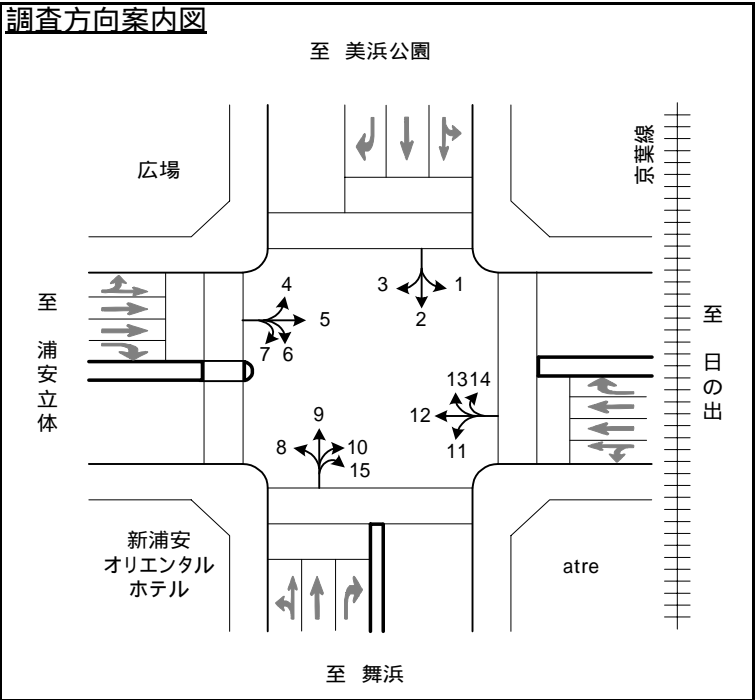 調査方向案内図
至 美浜公園
広場
京葉線
3
1
2
4
5
7 6
至 浦安立体
至 日の出
1314
12
11
9
8
10
15
新浦安
オリエンタル
ホテル
atre
至 舞浜